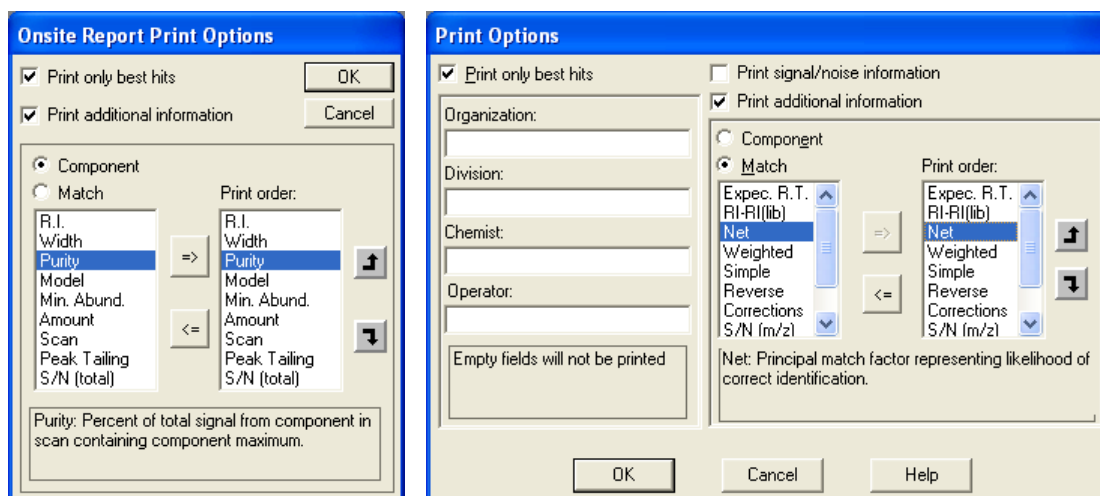 Onsite Report Print Options
Print only best hits
OK
Print additional information
Cancel
Component
Match
Print order:
R.I.
Width
Purity
Model
Min. Abund.
Amount
Scan
Peak Tailing
S/N (total)
=>
<=
R.I.
Width
Purity
Model
Min. Abund.
Amount
Scan
Peak Tailing
S/N (total)
Purity: Percent of total signal from component in
scan containing component maximum.
Print Options
Print only best hits
Organization:
Division:
Chemist:
Operator:
Empty fields will not be printed
Print signal/noise information
Print additional information
Component
Match
Print order:
Expec. R.T.
RI-RI(lib)
Net
Weighted
Simple
Reverse
Corrections
S/N (m/z)
=>
<=
Expec. R.T.
RI-RI(lib)
Net
Weighted
Simple
Reverse
Corrections
S/N (m/z)
Net: Principal match factor representing likelihood of
correct identification.
OK
Cancel
Help